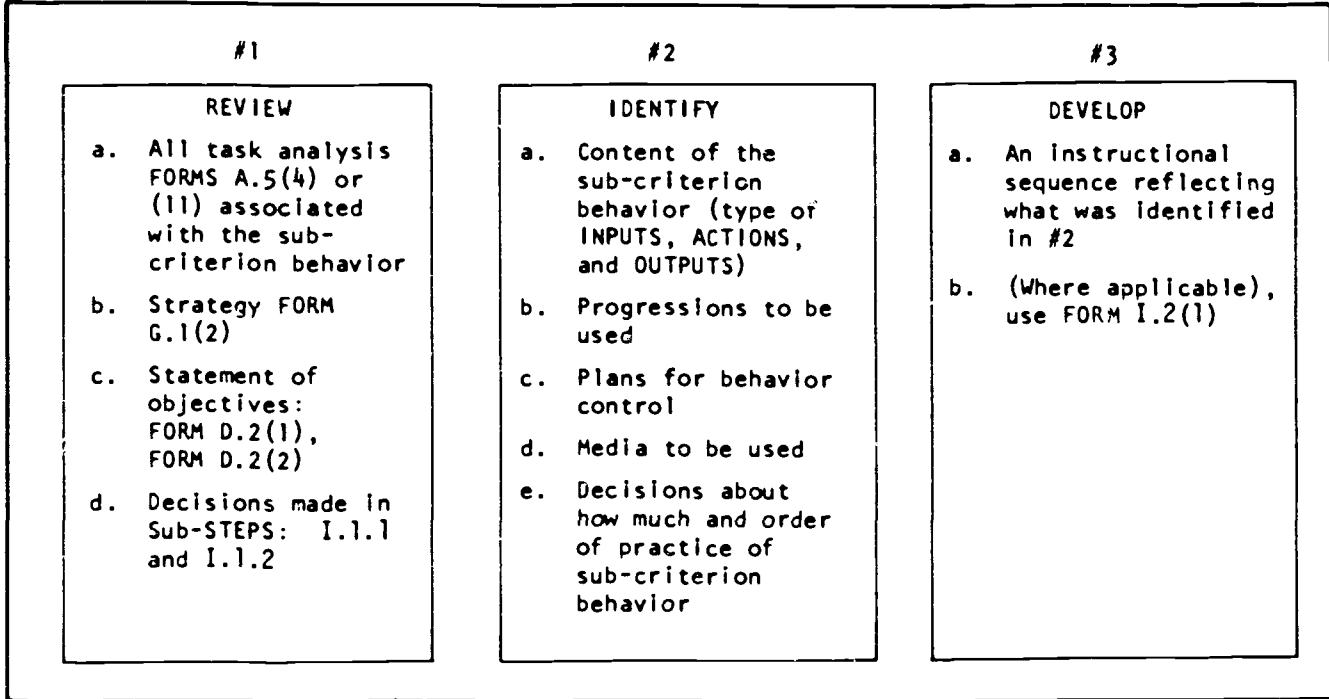 #1
REVIEW
a. All task analysis
FORMS A.5(4) or
(11) associated
with the sub-
criterion behavior
b. Strategy FORM
G.1(2)
c. Statement of
objectives:
FORM D.2(1),
FORM D.2(2)
d. Decisions made in
Sub-STEPS: I.1.1
and I.1.2
#2
IDENTIFY
a. Content of the
sub-criterion
behavior (type of
INPUTS, ACTIONS,
and OUTPUTS)
b. Progressions to be
used
c. Plans for behavior
control
d. Media to be used
e. Decisions about
how much and order
of practice of
sub-criterion
behavior
#3
DEVELOP
a. An instructional
sequence reflecting
what was identified
in #2
b. (Where applicable),
use FORM I.2(1)